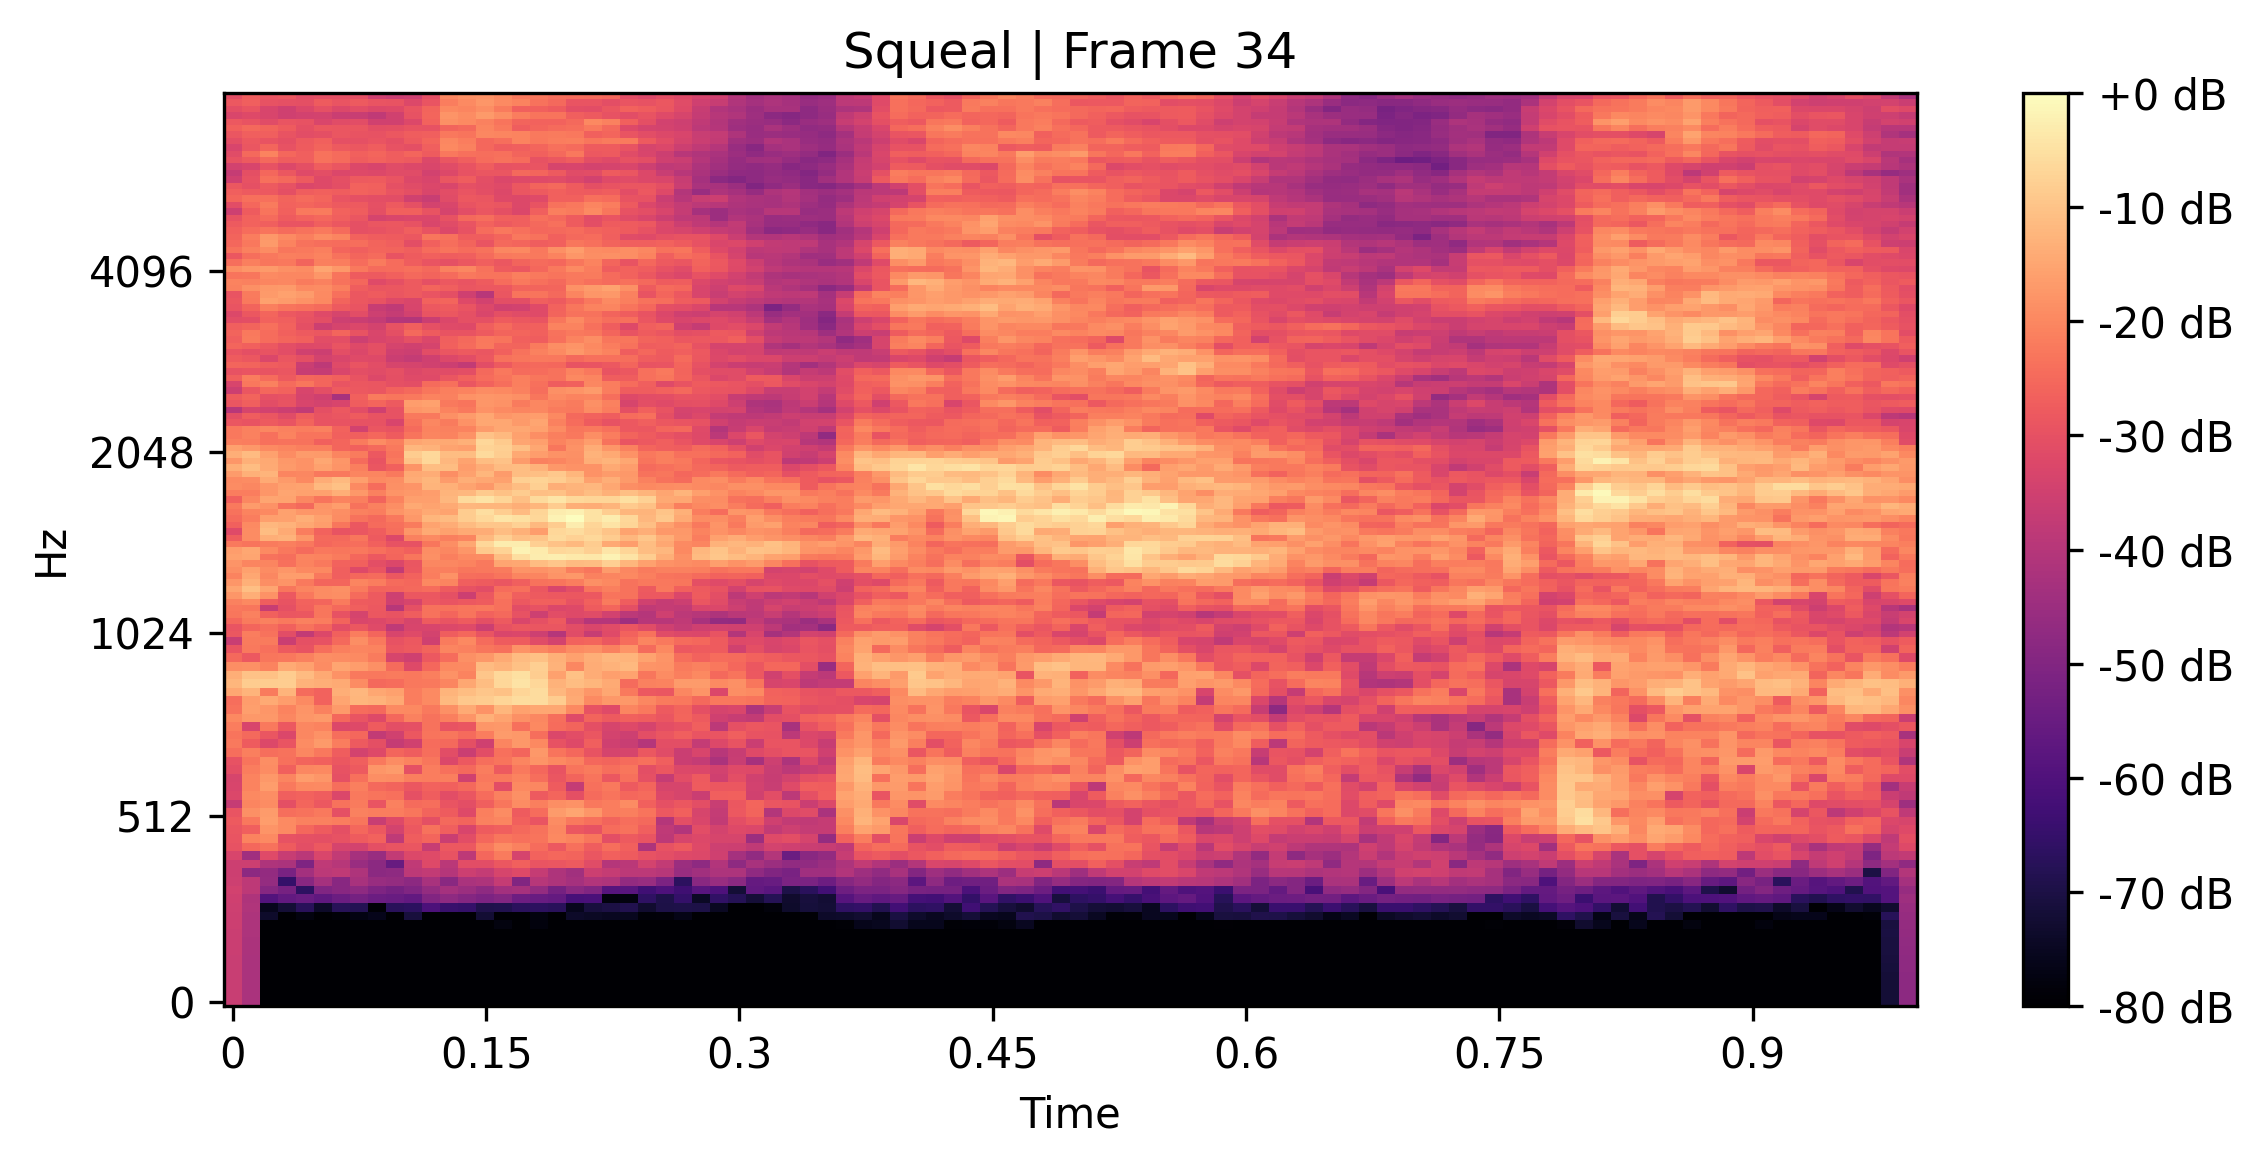 Squeal | Frame 34
+0 dB
-10 dB
-20 dB
-30 dB
-40 dB
-50 dB
-60 dB
-70 dB
-80 dB
Hz
4096
2048
1024
512
0
0 0.15 0.3 0.45 0.6 0.75 0.9
Time